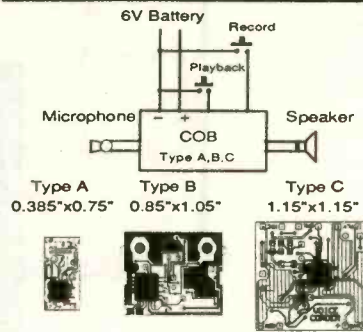 6V Battery
Record
Playback
− +
Microphone
Speaker
COB
Type A,B,C
Type A Type B Type C
0.385"x0.75" 0.85"x1.05" 1.15"x1.15"
VOICE